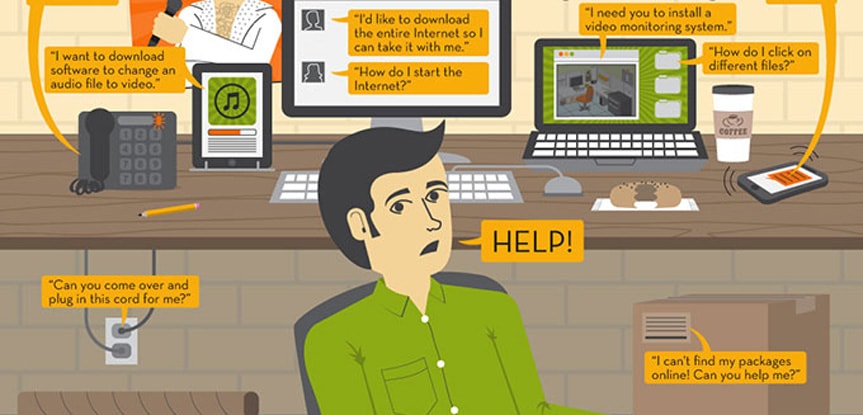 "I'd like to download
the entire Internet so I
can take it with me."
"I need you to install a
video monitoring system."
"I want to download
software to change an
audio file to video."
"How do I start the
Internet?"
"How do I click on
different files?"
COFFEE
HELP!
"Can you come over and
plug in this cord for me?"
"I can't find my packages
online! Can you help me?"